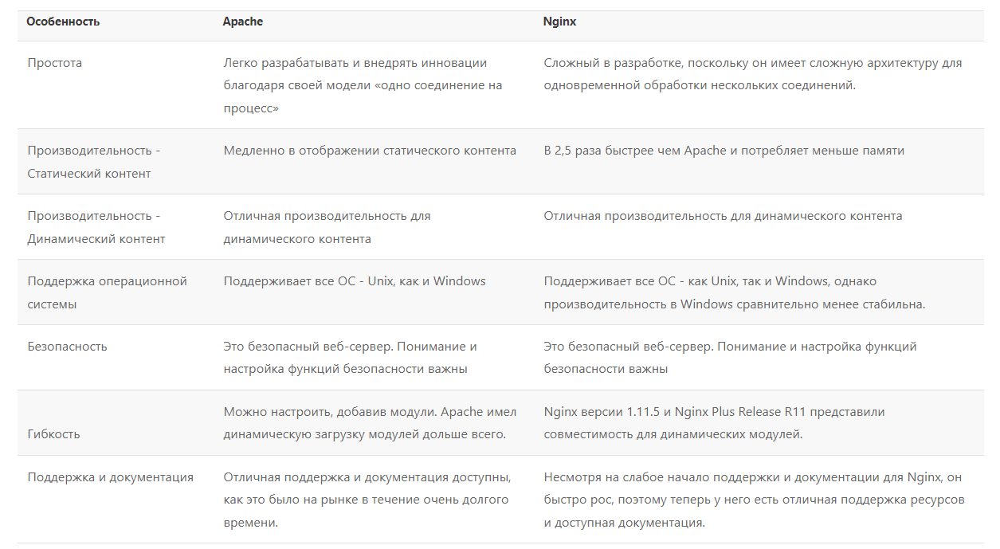 Особенность
Apache
Nginx
Простота
Легко разрабатывать и внедрять инновации
благодаря своей модели «одно соединение на
процесс»
Сложный в разработке, поскольку он имеет сложную архитектуру для
одновременной обработки нескольких соединений.
Производительность -
Статический контент
Медленно в отображении статического контента
В 2,5 раза быстрее чем Apache и потребляет меньше памяти
Производительность -
Динамический контент
Отличная производительность для
динамического контента
Отличная производительность для динамического контента
Поддержка операционной
системы
Поддерживает все ОС - Unix, как и Windows
Поддерживает все ОС - как Unix, так и Windows, однако
производительность в Windows сравнительно менее стабильна.
Безопасность
Это безопасный веб-сервер. Понимание и
настройка функций безопасности важны
Это безопасный веб-сервер. Понимание и настройка функций
безопасности важны
Гибкость
Можно настроить, добавив модули. Apache имел
динамическую загрузку модулей дольше всего.
Nginx версии 1.11.5 и Nginx Plus Release R11 представили
совместимость для динамических модулей.
Поддержка и документация
Отличная поддержка и документация доступны,
как это было на рынке в течение очень долгого
времени.
Несмотря на слабое начало поддержки и документации для Nginx, он
быстро рос, поэтому теперь у него есть отличная поддержка ресурсов
и доступная документация.